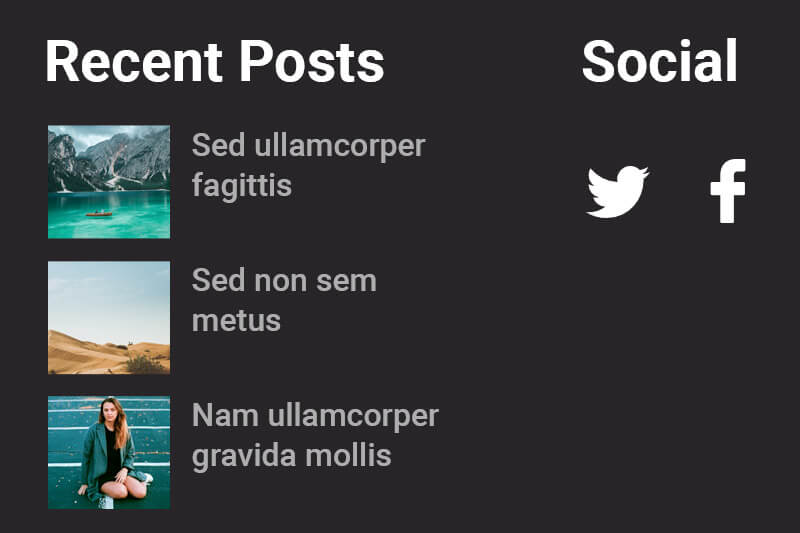 Recent Posts
Sed ullamcorper
fagittis
Sed non sem
metus
Nam ullamcorper
gravida mollis
Social